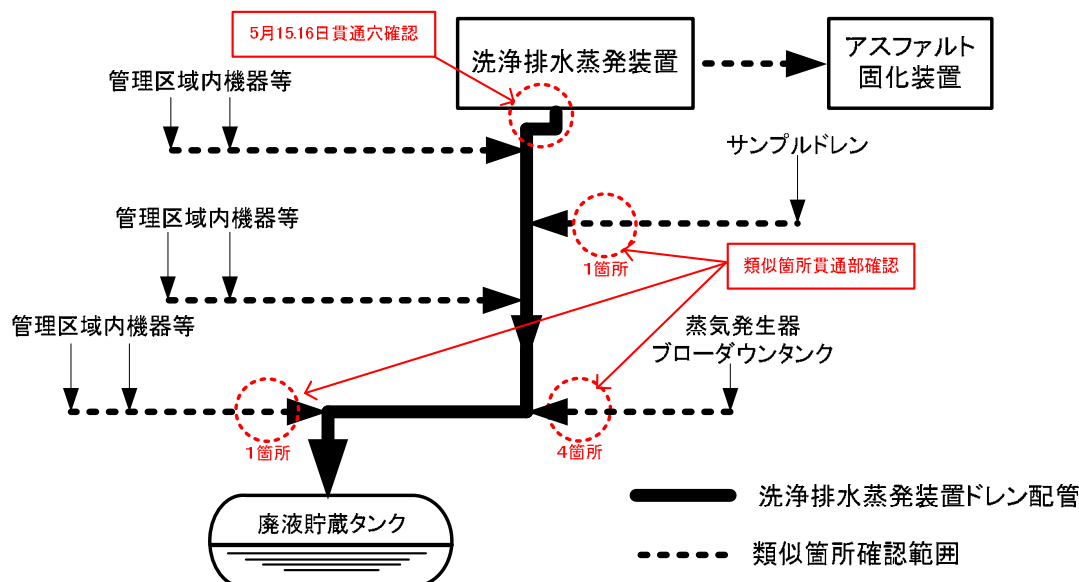 5月15.16日貫通穴確認
洗浄排水蒸発装置
アスファルト
固化装置
管理区域内機器等
サンプルドレン
管理区域内機器等
1箇所
類似箇所貫通部確認
管理区域内機器等
蒸気発生器
ブローダウンタンク
1箇所
4箇所
廃液貯蔵タンク
洗浄排水蒸発装置ドレン配管
類似箇所確認範囲